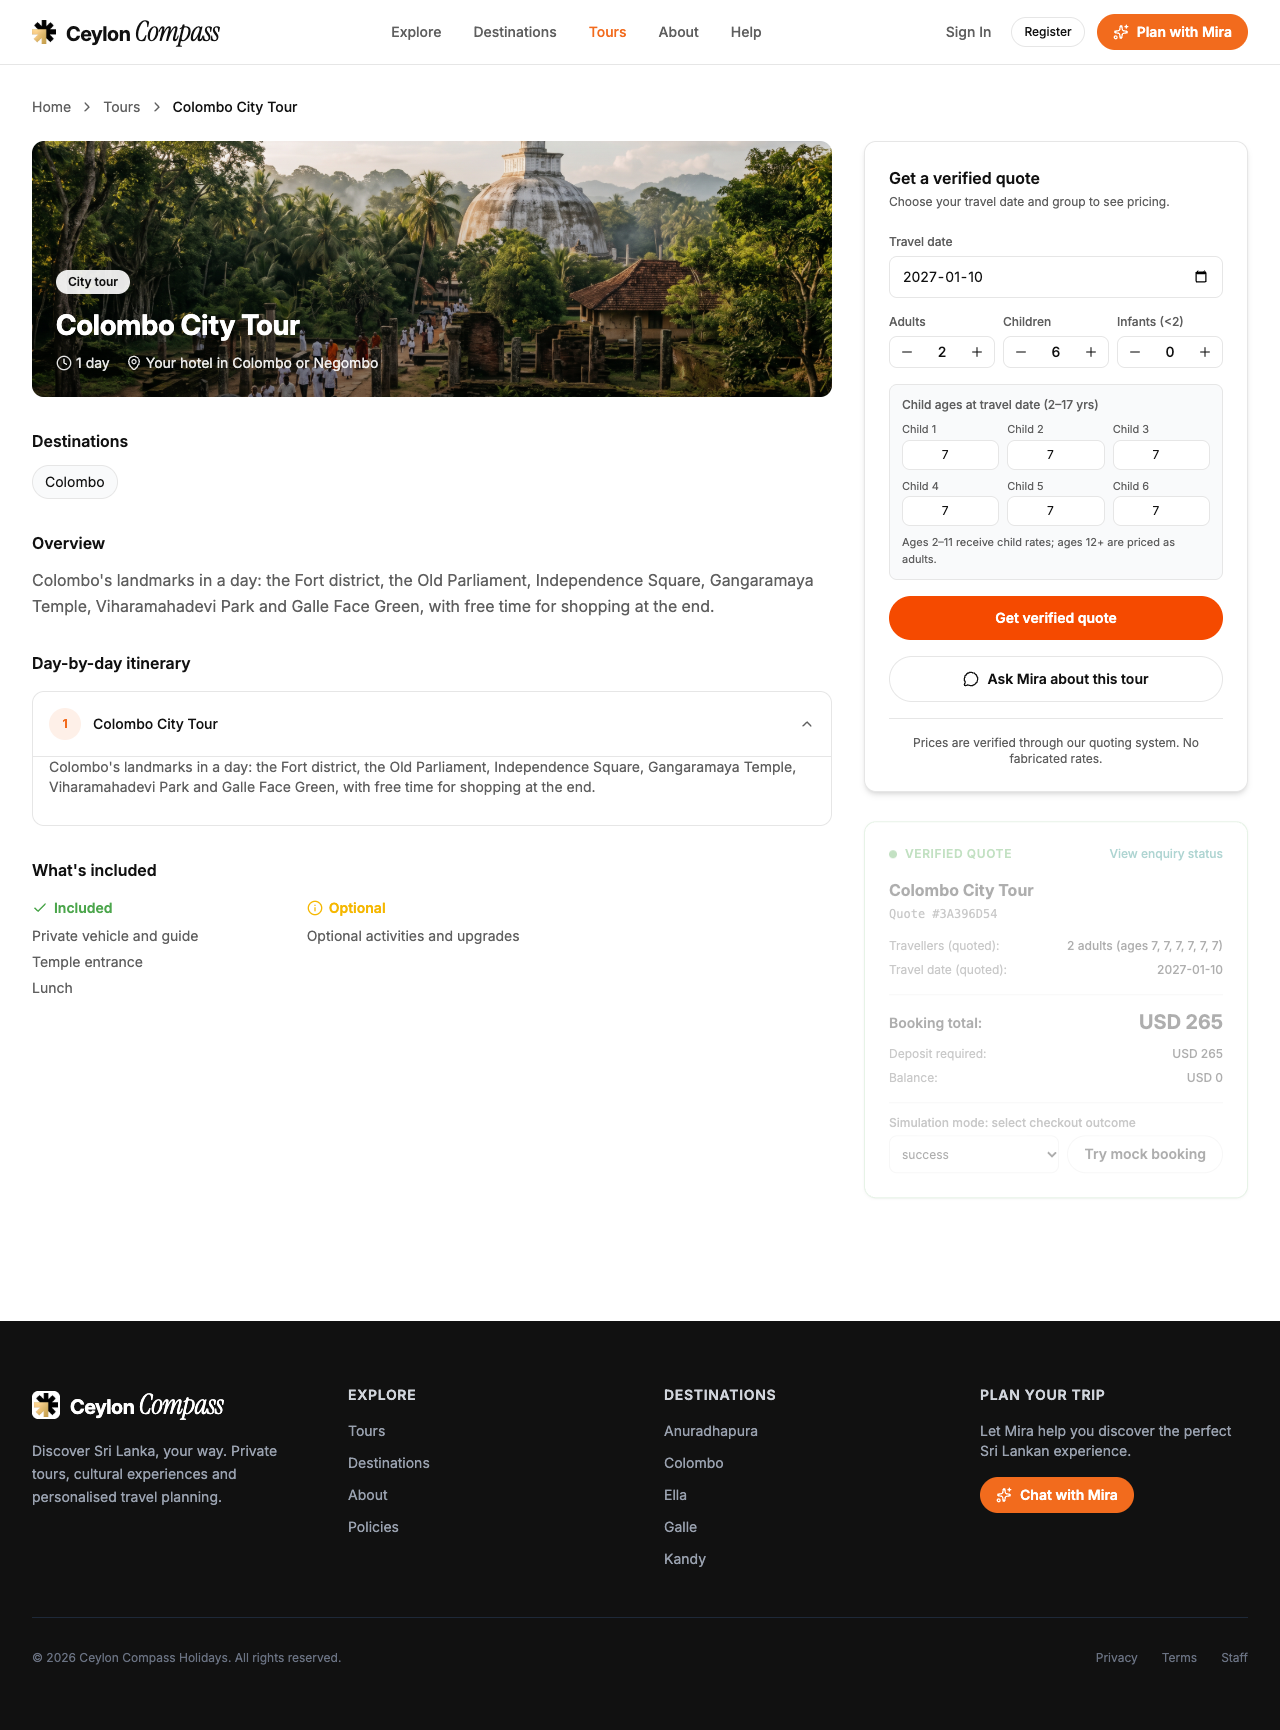 Ceylon Compass
Explore
Destinations
Tours
About
Help
Sign In
Register
Plan with Mira
Home
Tours
Colombo City Tour
City tour
Colombo City Tour
1 day
Your hotel in Colombo or Negombo
Destinations
Colombo
Overview
Colombo's landmarks in a day: the Fort district, the Old Parliament, Independence Square, Gangaramaya
Temple, Viharamahadevi Park and Galle Face Green, with free time for shopping at the end.
Day-by-day itinerary
1
Colombo City Tour
Colombo's landmarks in a day: the Fort district, the Old Parliament, Independence Square, Gangaramaya Temple,
Viharamahadevi Park and Galle Face Green, with free time for shopping at the end.
What's included
Included
Private vehicle and guide
Temple entrance
Lunch
Optional
Optional activities and upgrades
Get a verified quote
Choose your travel date and group to see pricing.
Travel date
2027-01-10
Adults
Children
Infants (<2)
2
6
0
Child ages at travel date (2–17 yrs)
Child 1
Child 2
Child 3
7
7
7
Child 4
Child 5
Child 6
7
7
7
Ages 2–11 receive child rates; ages 12+ are priced as
adults.
Get verified quote
Ask Mira about this tour
Prices are verified through our quoting system. No
fabricated rates.
VERIFIED QUOTE
View enquiry status
Colombo City Tour
Quote #3A396D54
Travellers (quoted):
2 adults (ages 7, 7, 7, 7, 7, 7)
Travel date (quoted):
2027-01-10
Booking total:
USD 265
Deposit required:
USD 265
Balance:
USD 0
Simulation mode: select checkout outcome
success
Try mock booking
Ceylon Compass
Discover Sri Lanka, your way. Private
tours, cultural experiences and
personalised travel planning.
EXPLORE
Tours
Destinations
About
Policies
DESTINATIONS
Anuradhapura
Colombo
Ella
Galle
Kandy
PLAN YOUR TRIP
Let Mira help you discover the perfect
Sri Lankan experience.
Chat with Mira
© 2026 Ceylon Compass Holidays. All rights reserved.
Privacy
Terms
Staff